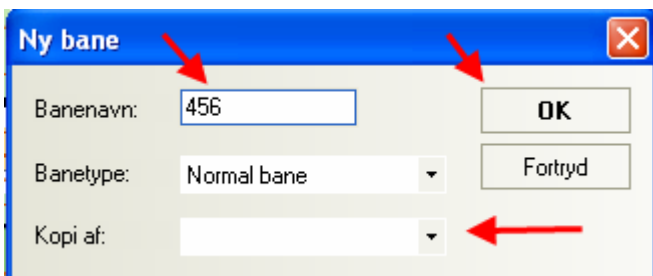 Ny bane
Banenavn: 456 OK
Banetype: Normal bane Fortryd
Kopi af: